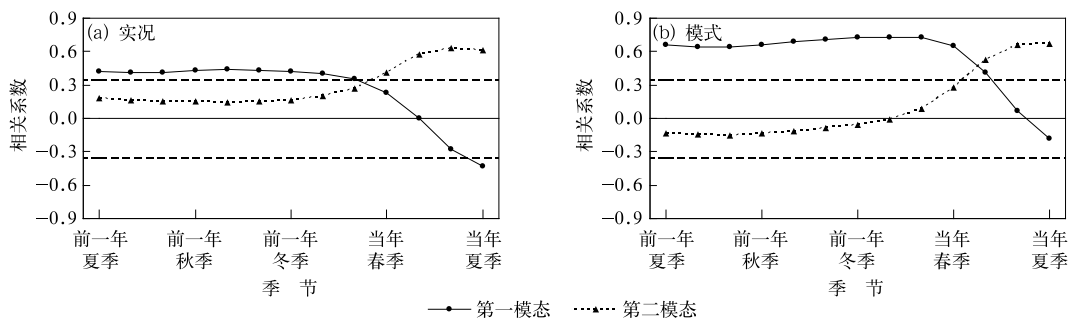 (a) 实况
0.9
0.6
0.3
0.0
−0.3
−0.6
−0.9
相关系数
前一年 前一年 前一年 当年 当年
夏季 秋季 冬季 春季 夏季
季 节
(b) 模式
0.9
0.6
0.3
0.0
−0.3
−0.6
−0.9
相关系数
前一年 前一年 前一年 当年 当年
夏季 秋季 冬季 春季 夏季
季 节
第一模态 第二模态